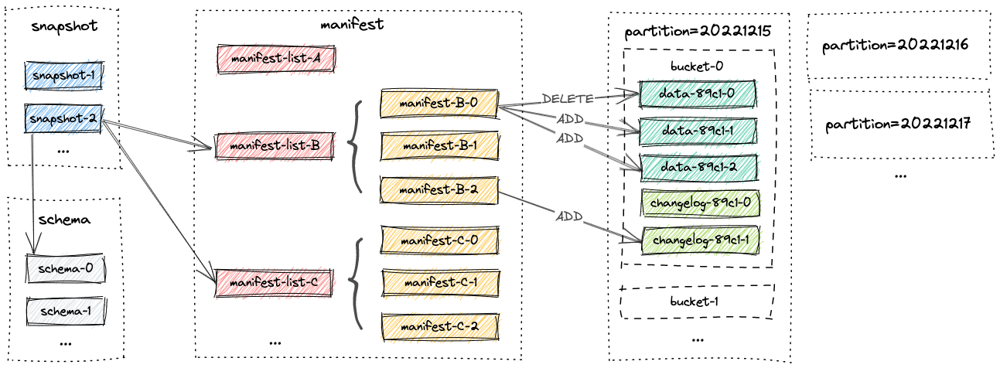 snapshot
snapshot-1
snapshot-2
...
schema
schema-0
schema-1
...
manifest
manifest-list-A
manifest-list-B
manifest-list-C
...
manifest-B-0
manifest-B-1
manifest-B-2
manifest-C-0
manifest-C-1
manifest-C-2
DELETE
ADD
ADD
ADD
partition=20221215
bucket-0
data-89c1-0
data-89c1-1
data-89c1-2
changelog-89c1-0
changelog-89c1-1
bucket-1
...
partition=20221216
partition=20221217
...